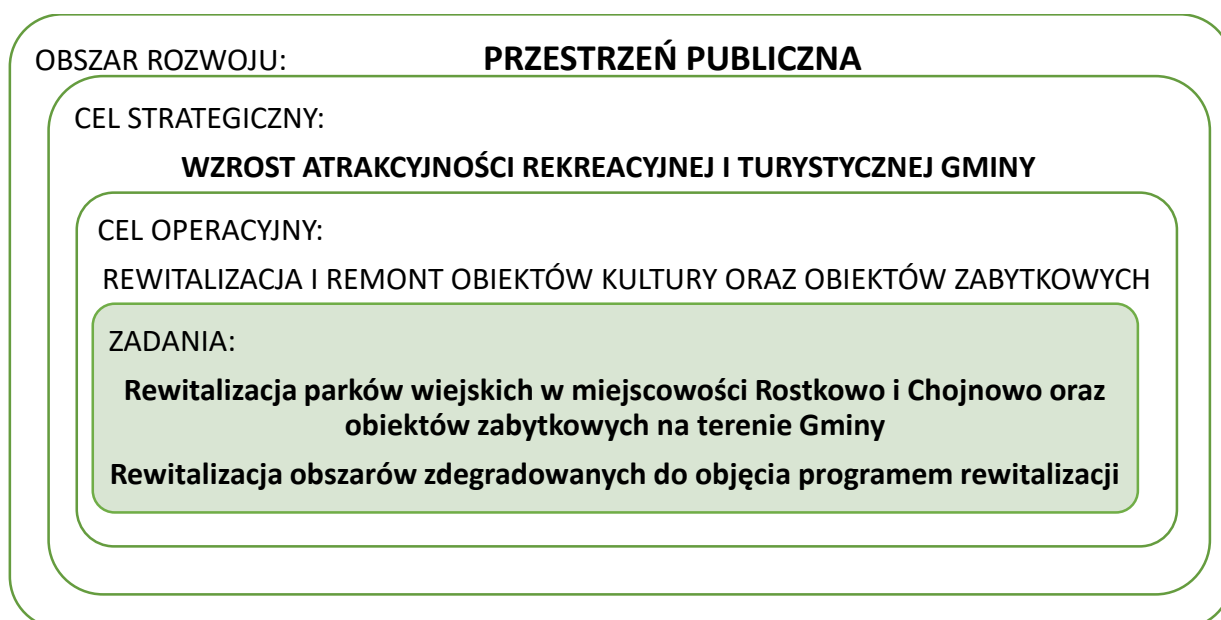 OBSZAR ROZWOJU: PRZESTRZEŃ PUBLICZNA
CEL STRATEGICZNY:
WZROST ATRAKCYJNOŚCI REKREACYJNEJ I TURYSTYCZNEJ GMINY
CEL OPERACYJNY:
REWITALIZACJA I REMONT OBIEKTÓW KULTURY ORAZ OBIEKTÓW ZABYTKOWYCH
ZADANIA:
Rewitalizacja parków wiejskich w miejscowości Rostkowo i Chojnowo oraz
obiektów zabytkowych na terenie Gminy
Rewitalizacja obszarów zdegradowanych do objęcia programem rewitalizacji